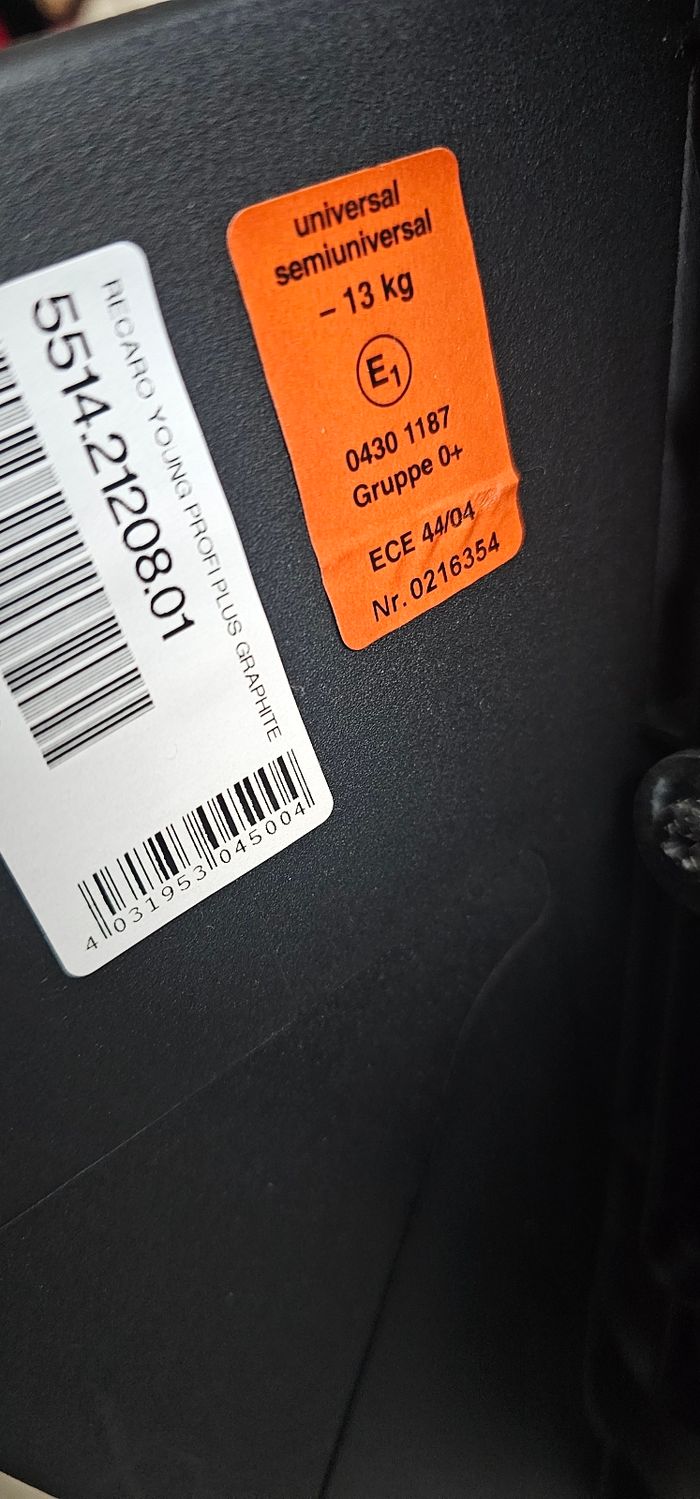 RECARO YOUNG PROFI PLUS GRAPHITE
5514.21208.01
4 031953 045004
universal
semiuniversal
– 13 kg
E1
0430 1187
Gruppe 0+
ECE 44/04
Nr. 0216354